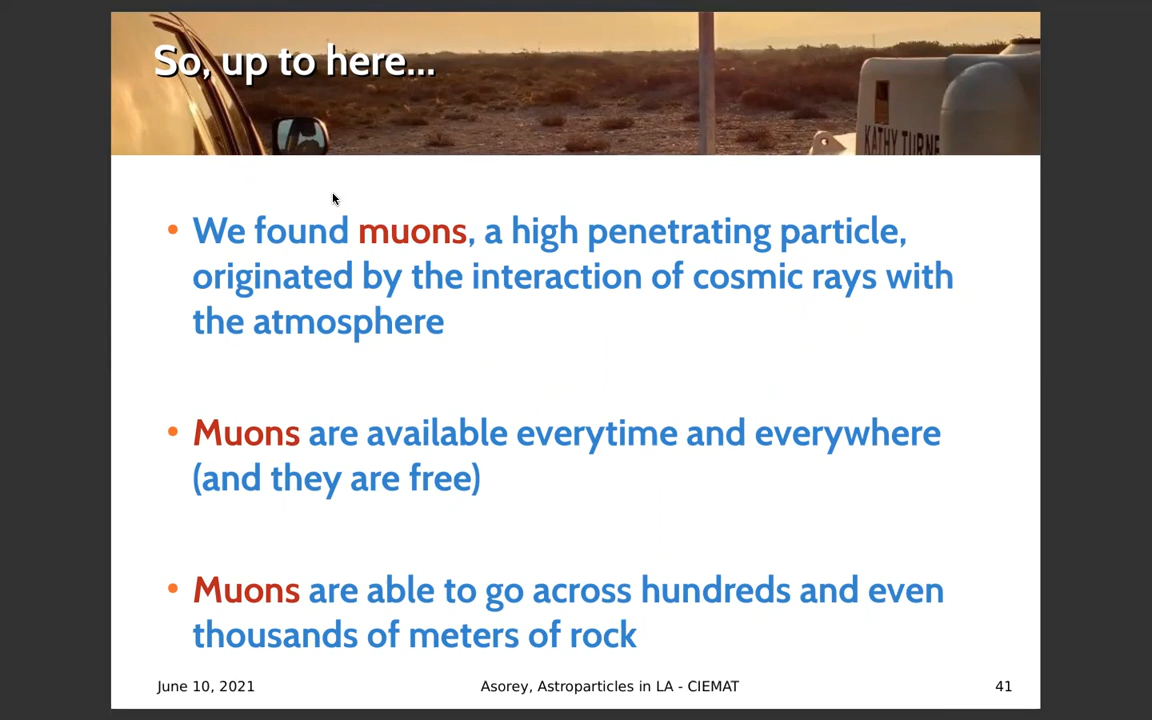 So, up to here...
KATHY TURNE
• We found muons, a high penetrating particle,
originated by the interaction of cosmic rays with
the atmosphere
• Muons are available everytime and everywhere
(and they are free)
• Muons are able to go across hundreds and even
thousands of meters of rock
June 10, 2021
Asorey, Astroparticles in LA - CIEMAT
41